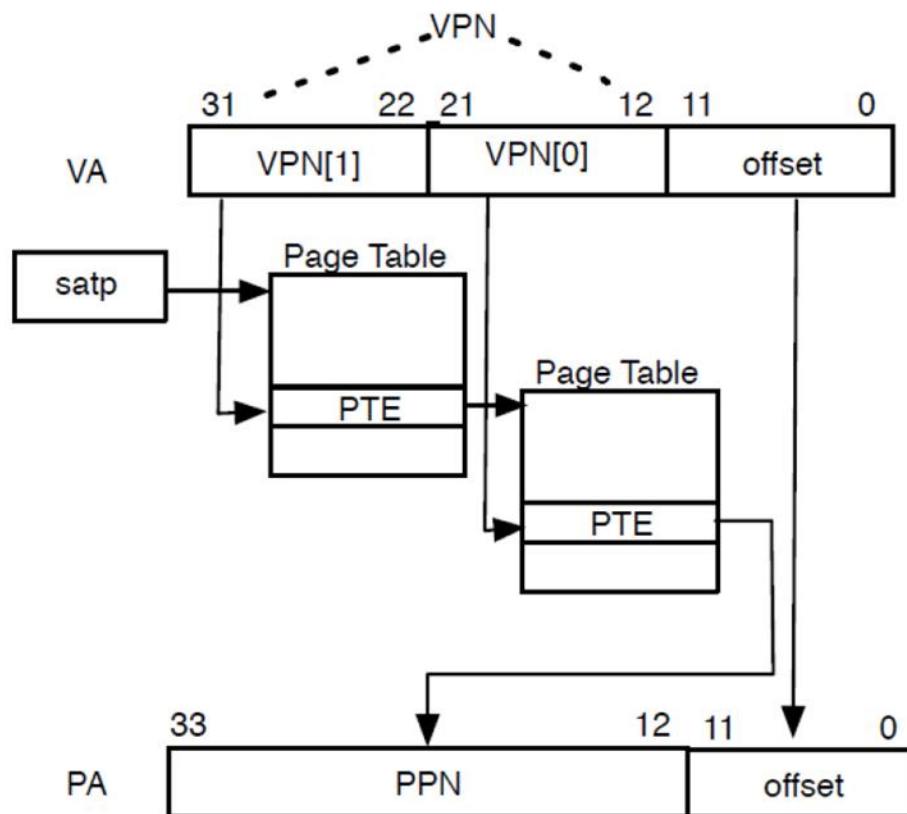 VPN
31 22 21 12 11 0
VA VPN[1] VPN[0] offset
satp
Page Table
PTE
Page Table
PTE
33 12 11 0
PA PPN offset